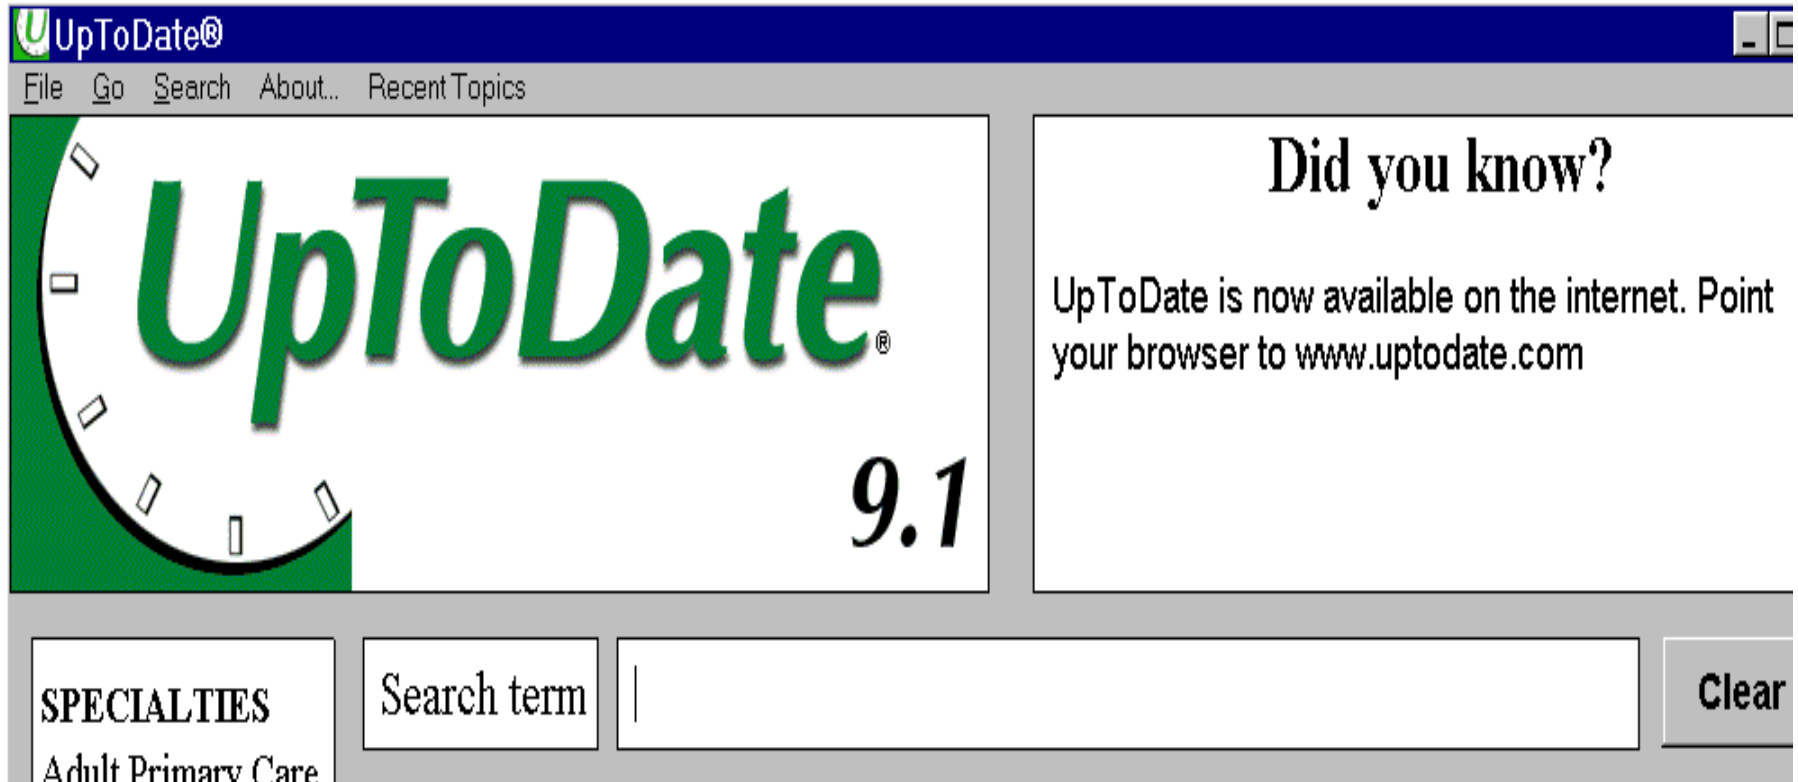 UpToDate®
File Go Search About... Recent Topics
UpToDate®
9.1
Did you know?
UpToDate is now available on the internet. Point
your browser to www.uptodate.com
SPECIALTIES
Adult Primary Care
Search term
Clear